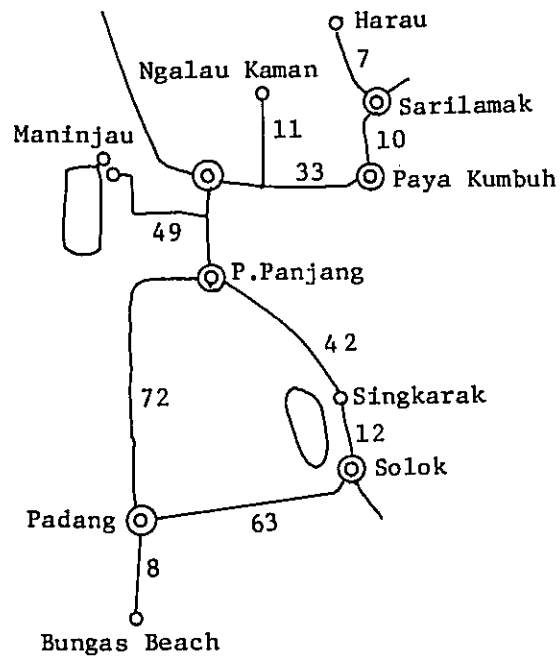 Harau
7
Ngalau Kaman
Sarilamak
11
10
Maninjau
33
Paya Kumbuh
49
P.Panjang
42
72
Singkarak
12
Solok
Padang
63
8
Bungas Beach